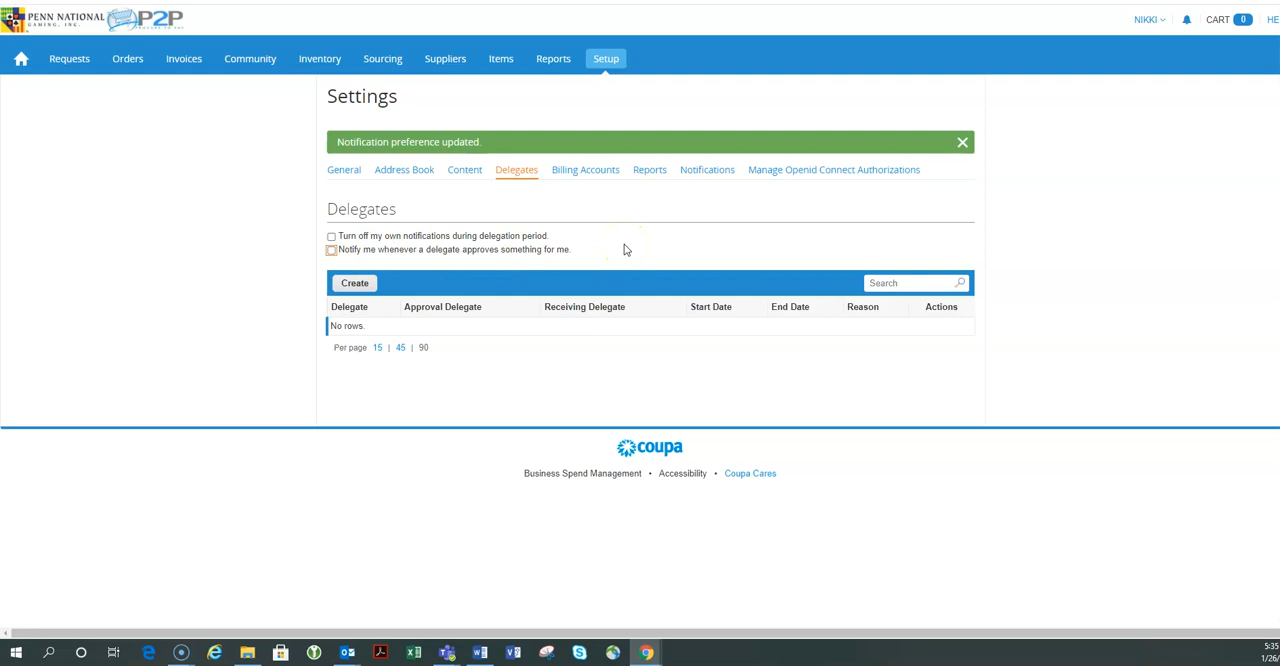 PENN NATIONAL
GAMING, INC.
P2P
NIKKI
CART 0
HE
Requests Orders Invoices Community Inventory Sourcing Suppliers Items Reports Setup
Settings
Notification preference updated.
General Address Book Content Delegates Billing Accounts Reports Notifications Manage Openid Connect Authorizations
Delegates
Turn off my own notifications during delegation period.
Notify me whenever a delegate approves something for me.
Create
Search
Delegate Approval Delegate Receiving Delegate Start Date End Date Reason Actions
No rows.
Per page 15 | 45 | 90
coupa
Business Spend Management • Accessibility • Coupa Cares
5:35
1/26/